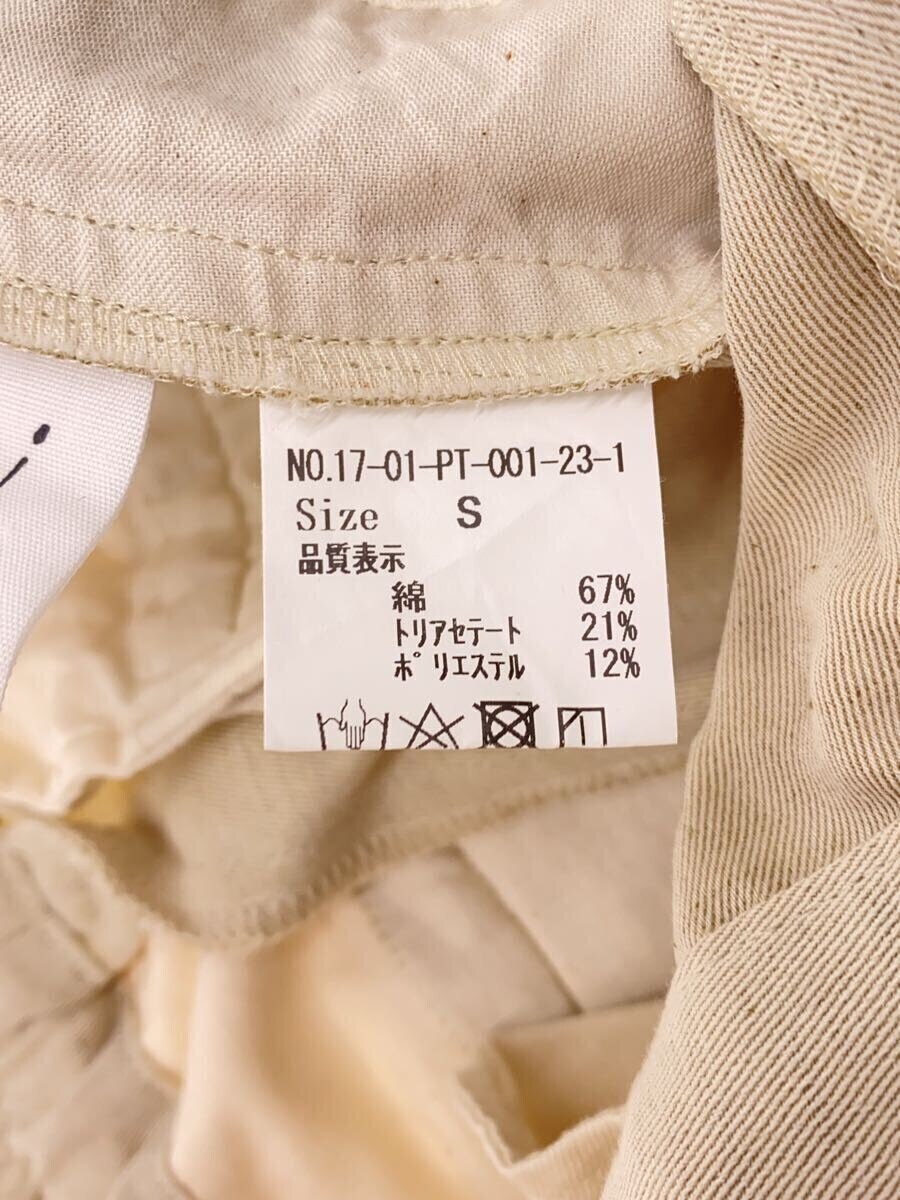 NO.17-01-PT-001-23-1
Size S
品質表示
綿 67%
トリアセテート 21%
ポリエステル 12%